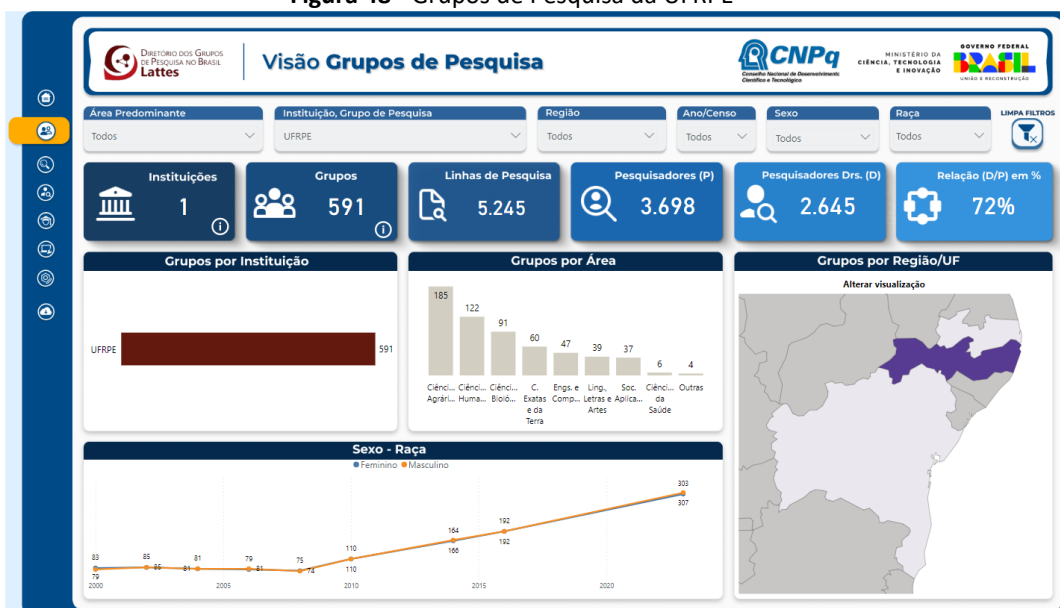 Figura 48 - Grupos de Pesquisa da UFRPE
DIRETÓRIO DOS GRUPOS
DE PESQUISA NO BRASIL
Lattes
Visão Grupos de Pesquisa
CNPq
Conselho Nacional de Desenvolvimento
Científico e Tecnológico
MINISTÉRIO DA
CIÊNCIA, TECNOLOGIA
E INOVAÇÃO
GOVERNO FEDERAL
BRASIL
UNIÃO E RECONSTRUÇÃO
Área Predominante
Todos
Instituição, Grupo de Pesquisa
UFRPE
Região
Todos
Ano/Censo
Todos
Sexo
Todos
Raça
Todos
LIMPA FILTROS
Instituições
1
Grupos
591
Linhas de Pesquisa
5.245
Pesquisadores (P)
3.698
Pesquisadores Drs. (D)
2.645
Relação (D/P) em %
72%
Grupos por Instituição
UFRPE
591
Grupos por Área
185
122
91
60
47
39
37
6
4
Ciênci... Agrári...
Ciênci... Huma...
Ciênci... Bioló...
C. Exatas e da Terra
Engs. e Comp...
Ling., Letras e Artes
Soc. Aplica...
Ciênci... da Saúde
Outras
Grupos por Região/UF
Alterar visualização
Sexo - Raça
Feminino Masculino
83 85 81 79 75 110 164 192 303
79 85 81 81 74 110 166 192 307
2000 2005 2010 2015 2020